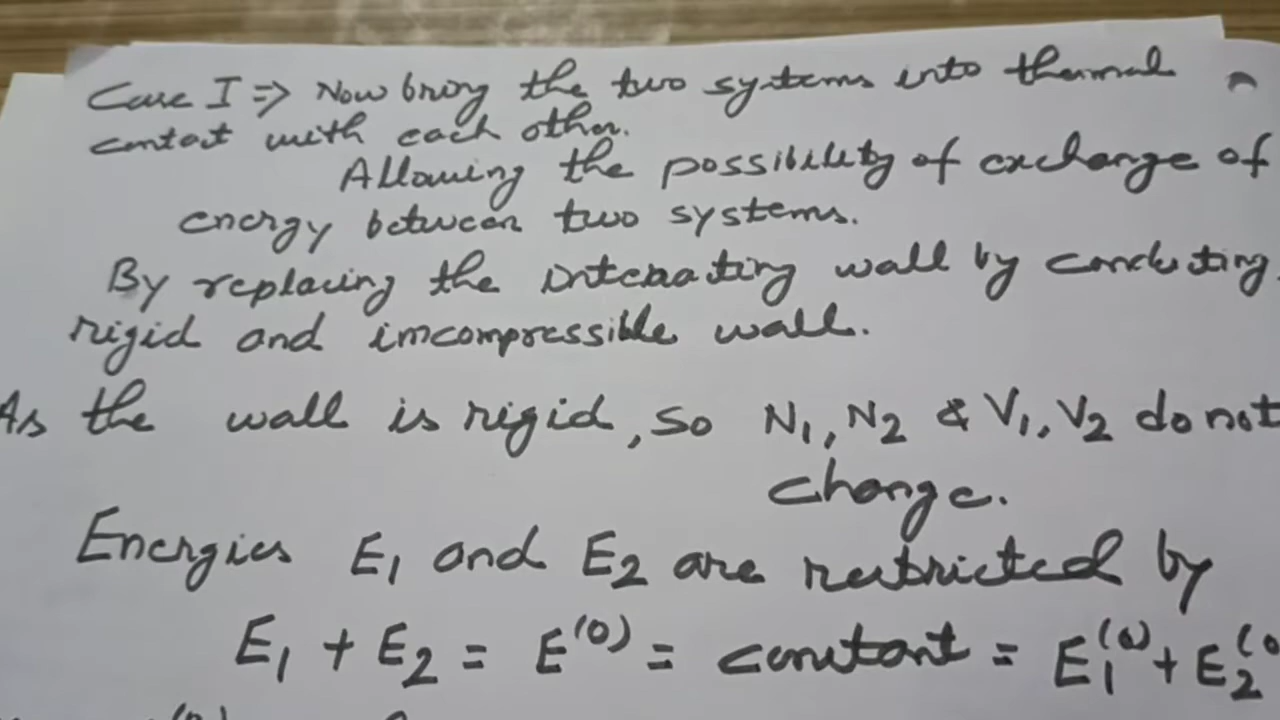 Case I ⇒ Now bring the two systems into thermal
contact with each other.
Allowing the possibility of exchange of
energy between two systems.
By replacing the interacting wall by conducting
rigid and imcompressible wall.
As the wall is rigid, so N₁, N₂ & V₁, V₂ do not
change.
Energies E₁ and E₂ are restricted by
E₁ + E₂ = E⁽⁰⁾ = constant = E₁⁽⁰⁾ + E₂⁽⁰